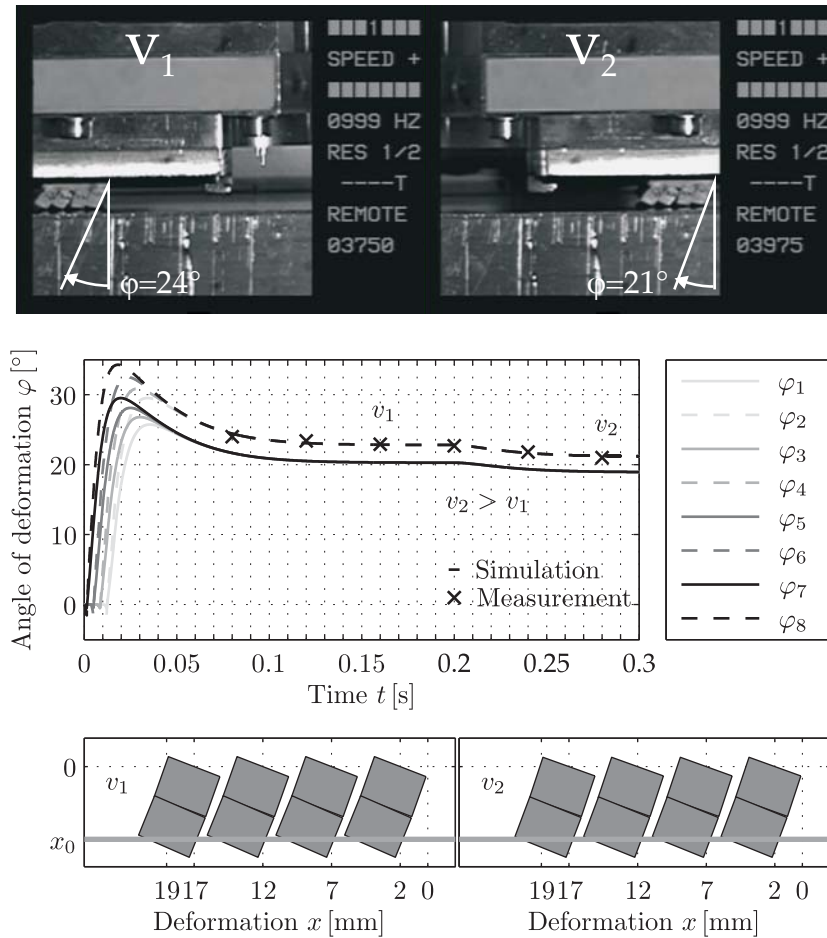 V1
▮▮▮1▮▮▮
SPEED +
▮▮▮▮▮▮▮
0999 HZ
RES 1/2
----T
REMOTE
03750
φ=24°
V2
▮▮▮1▮▮▮
SPEED +
▮▮▮▮▮▮▮
0999 HZ
RES 1/2
----T
REMOTE
03975
φ=21°
Angle of deformation φ [°]
30
20
10
0
v1
v2
v2 > v1
– Simulation
× Measurement
0 0.05 0.1 0.15 0.2 0.25 0.3
Time t [s]
φ1
φ2
φ3
φ4
φ5
φ6
φ7
φ8
0
x0
v1
v2
1917 12 7 2 0
1917 12 7 2 0
Deformation x [mm]
Deformation x [mm]